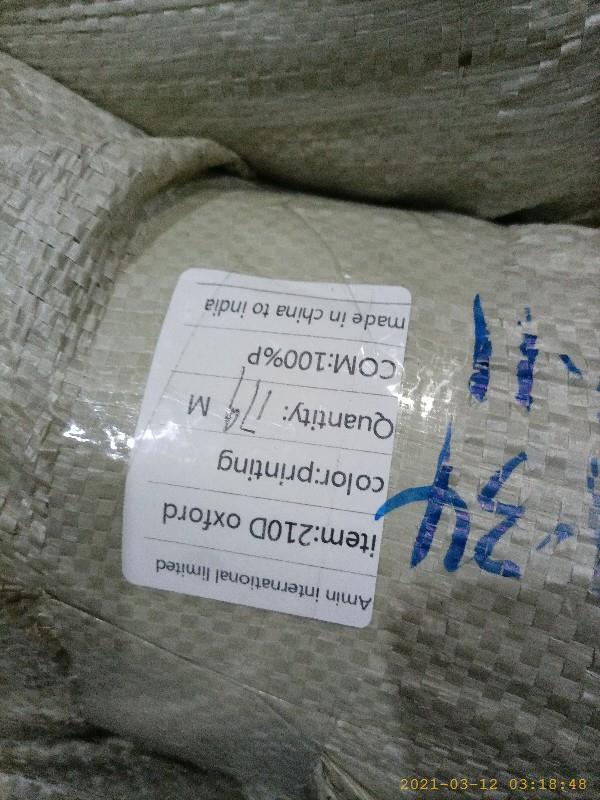 Amin international limited
item:210D oxford
color:printing
Quantity: M
COM:100%P
made in china to india
2021-03-12 03:18:48